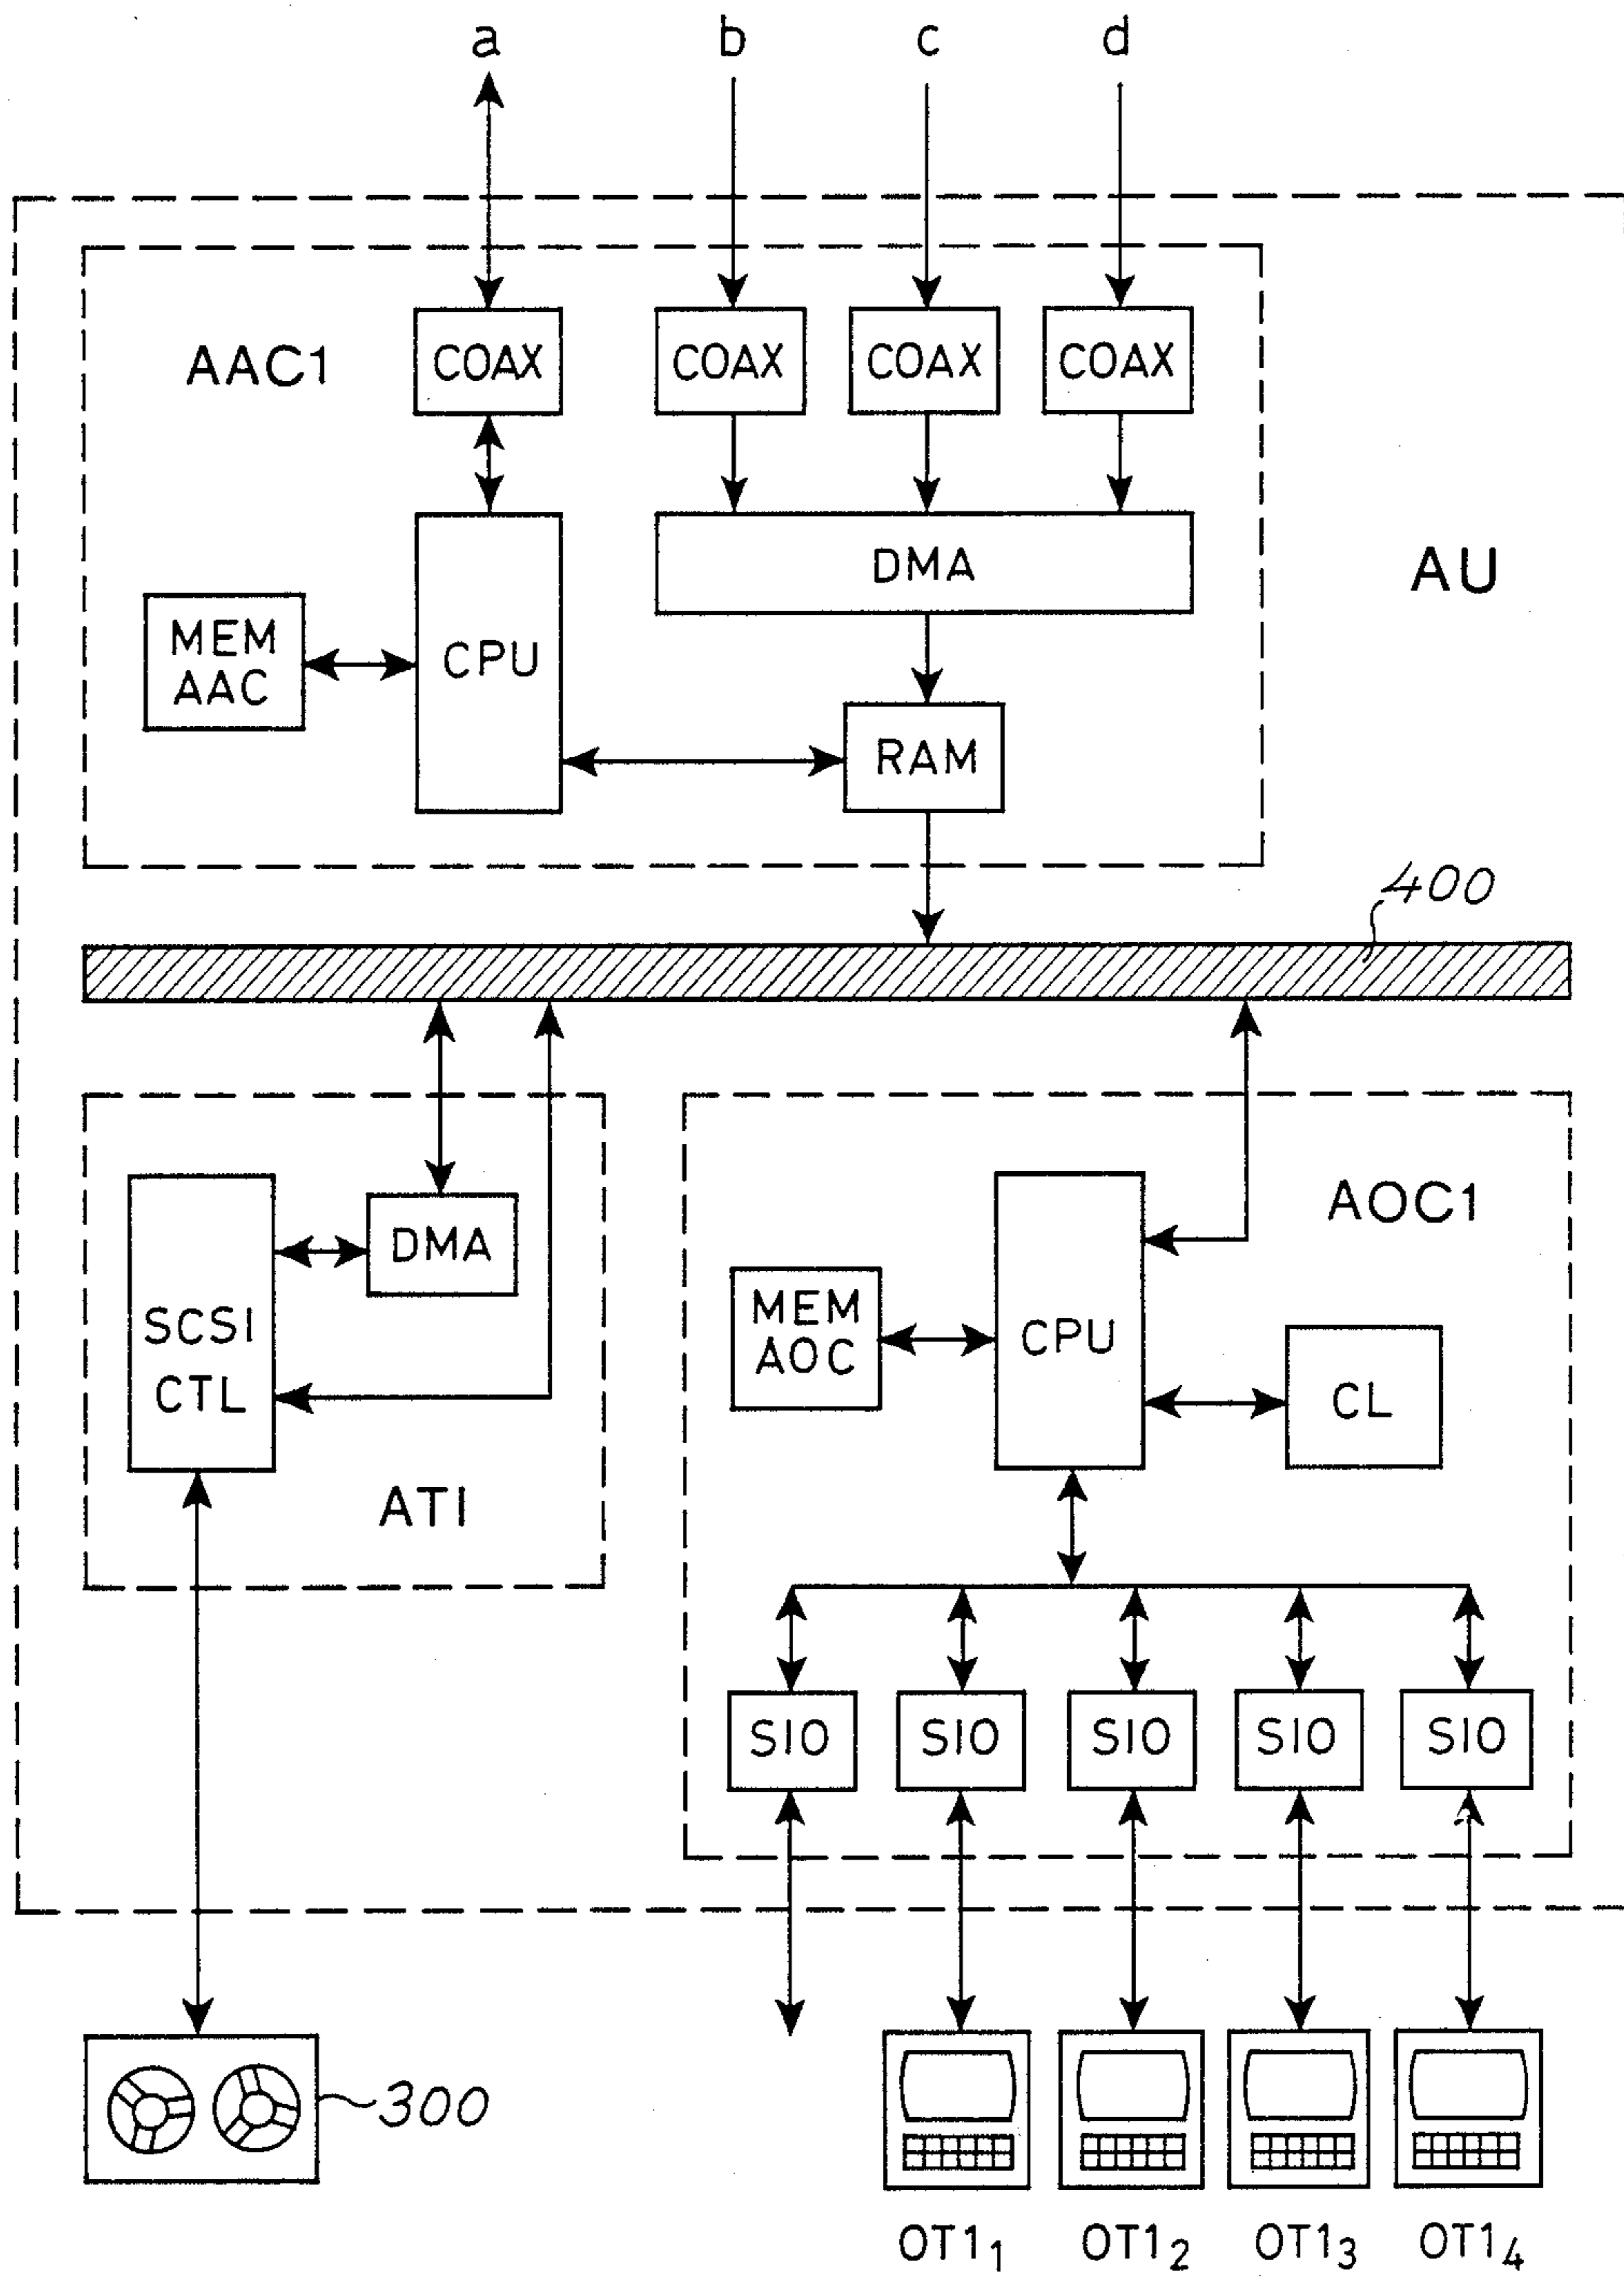 a b c d
AAC1 COAX COAX COAX COAX
DMA
AU
MEM
AAC
CPU
RAM
400
AOC1
DMA
SCSI
CTL
MEM
AOC
CPU
CL
ATI
SIO SIO SIO SIO SIO
300
OT1₁ OT1₂ OT1₃ OT1₄